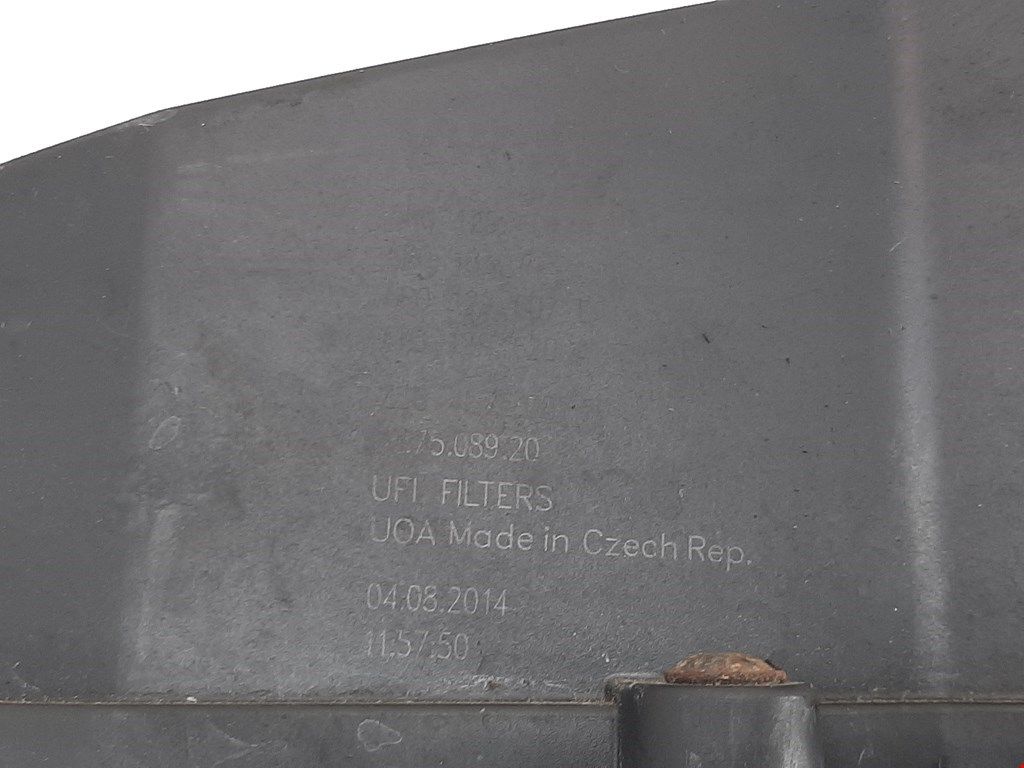 .75.089.20
UFI FILTERS
UOA Made in Czech Rep.
04.08.2014
11:57:50